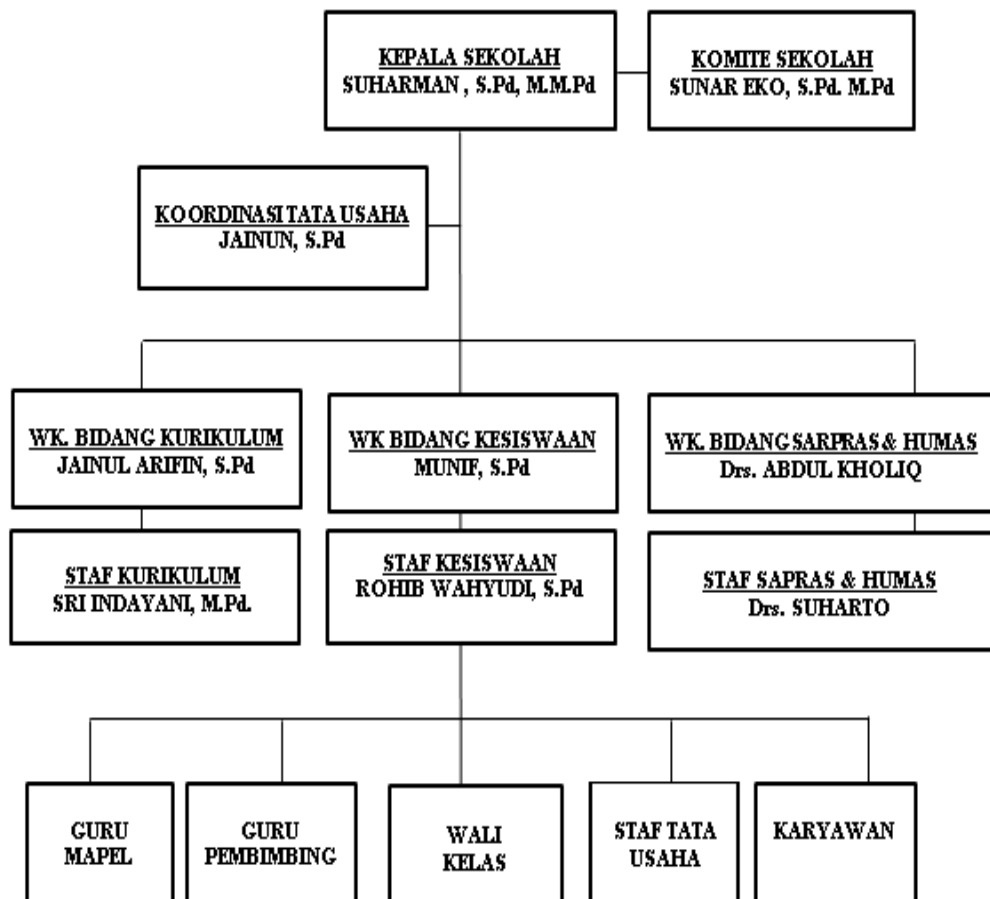 KEPALA SEKOLAH
SUHARMAN , S.Pd, M.M.Pd
KOMITE SEKOLAH
SUNAR EKO, S.Pd. M.Pd
KOORDINASI TATA USAHA
JAINUN, S.Pd
WK. BIDANG KURIKULUM
JAINUL ARIFIN, S.Pd
WK BIDANG KESISWAAN
MUNIF, S.Pd
WK. BIDANG SARPRAS & HUMAS
Drs. ABDUL KHOLIQ
STAF KURIKULUM
SRI INDAYANI, M.Pd.
STAF KESISWAAN
ROHIB WAHYUDI, S.Pd
STAF SAPRAS & HUMAS
Drs. SUHARTO
GURU
MAPEL
GURU
PEMBIMBING
WALI
KELAS
STAF TATA
USAHA
KARYAWAN